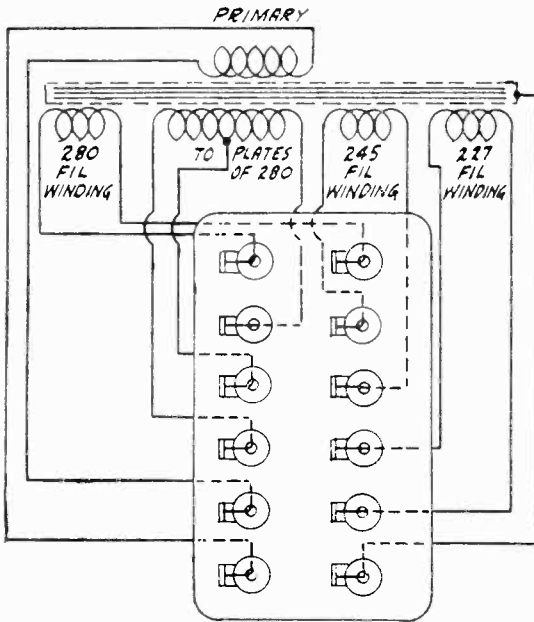 PRIMARY
280
FIL
WINDING
TO PLATES
OF 280
245
FIL
WINDING
227
FIL
WINDING